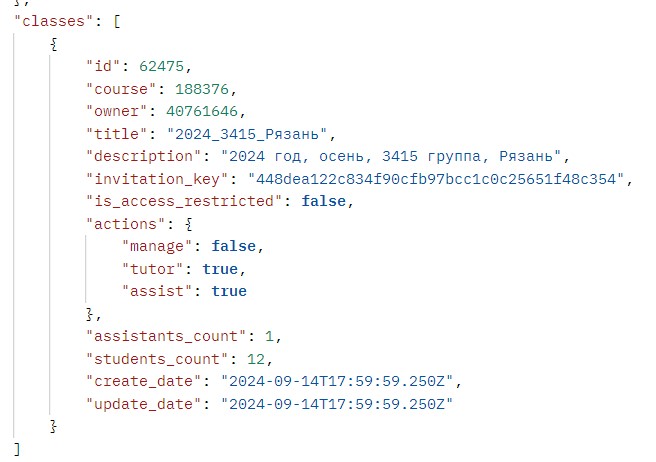 },
"classes": [
{
"id": 62475,
"course": 188376,
"owner": 40761646,
"title": "2024_3415_Рязань",
"description": "2024 год, осень, 3415 группа, Рязань",
"invitation_key": "448dea122c834f90cfb97bcc1c0c25651f48c354",
"is_access_restricted": false,
"actions": {
"manage": false,
"tutor": true,
"assist": true
},
"assistants_count": 1,
"students_count": 12,
"create_date": "2024-09-14T17:59:59.250Z",
"update_date": "2024-09-14T17:59:59.250Z"
}
]